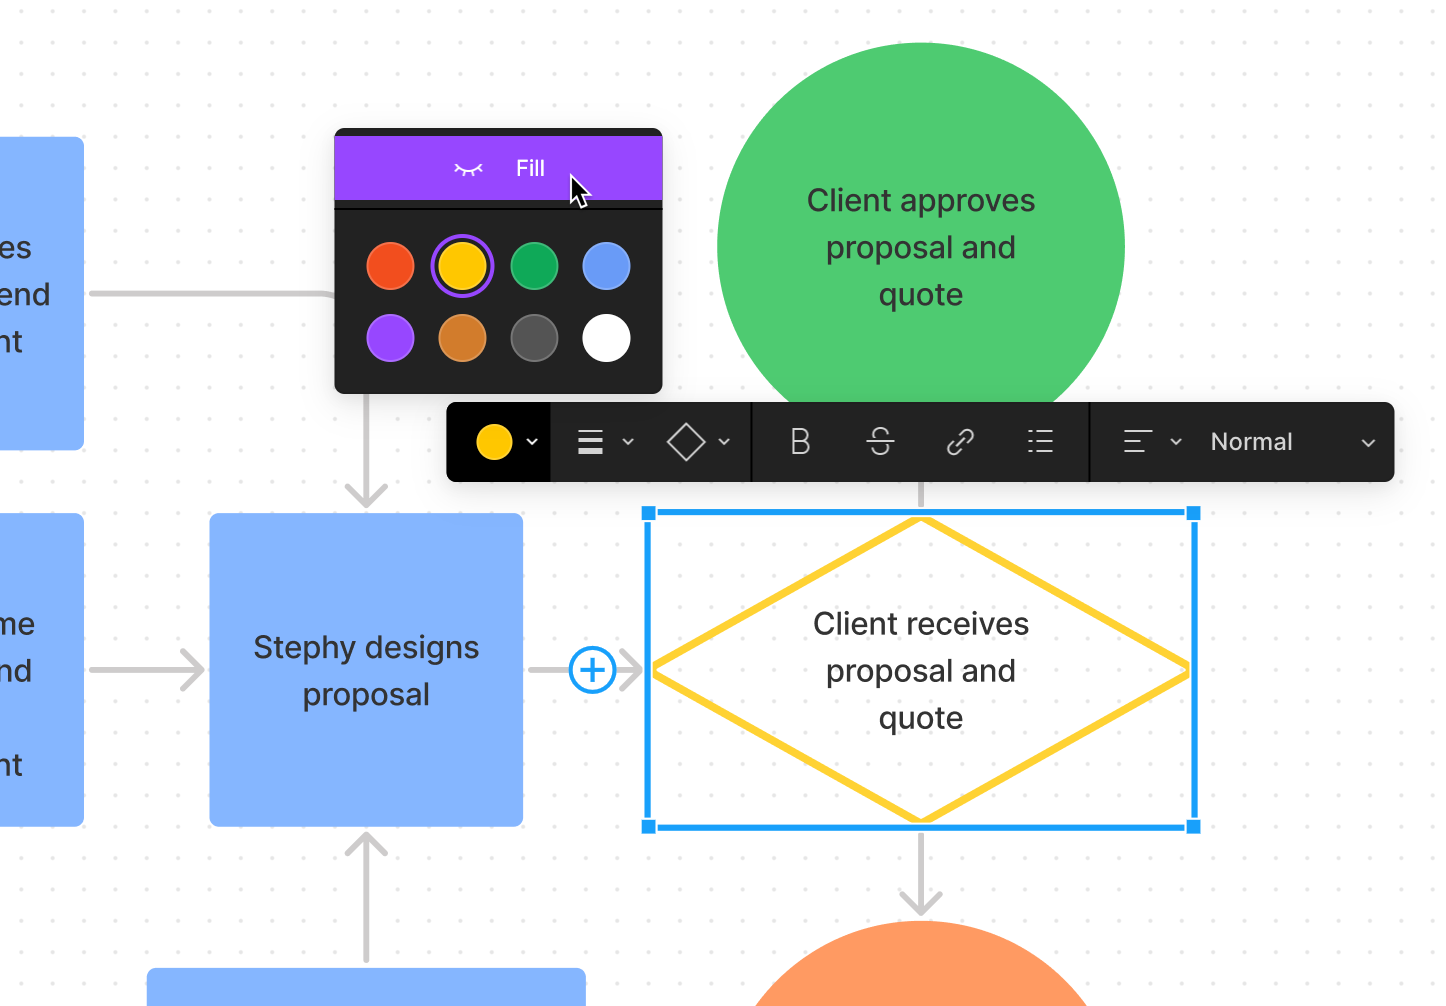 Fill
Client approves
proposal and
quote
es
end
nt
Normal
me
nd
nt
Stephy designs
proposal
Client receives
proposal and
quote